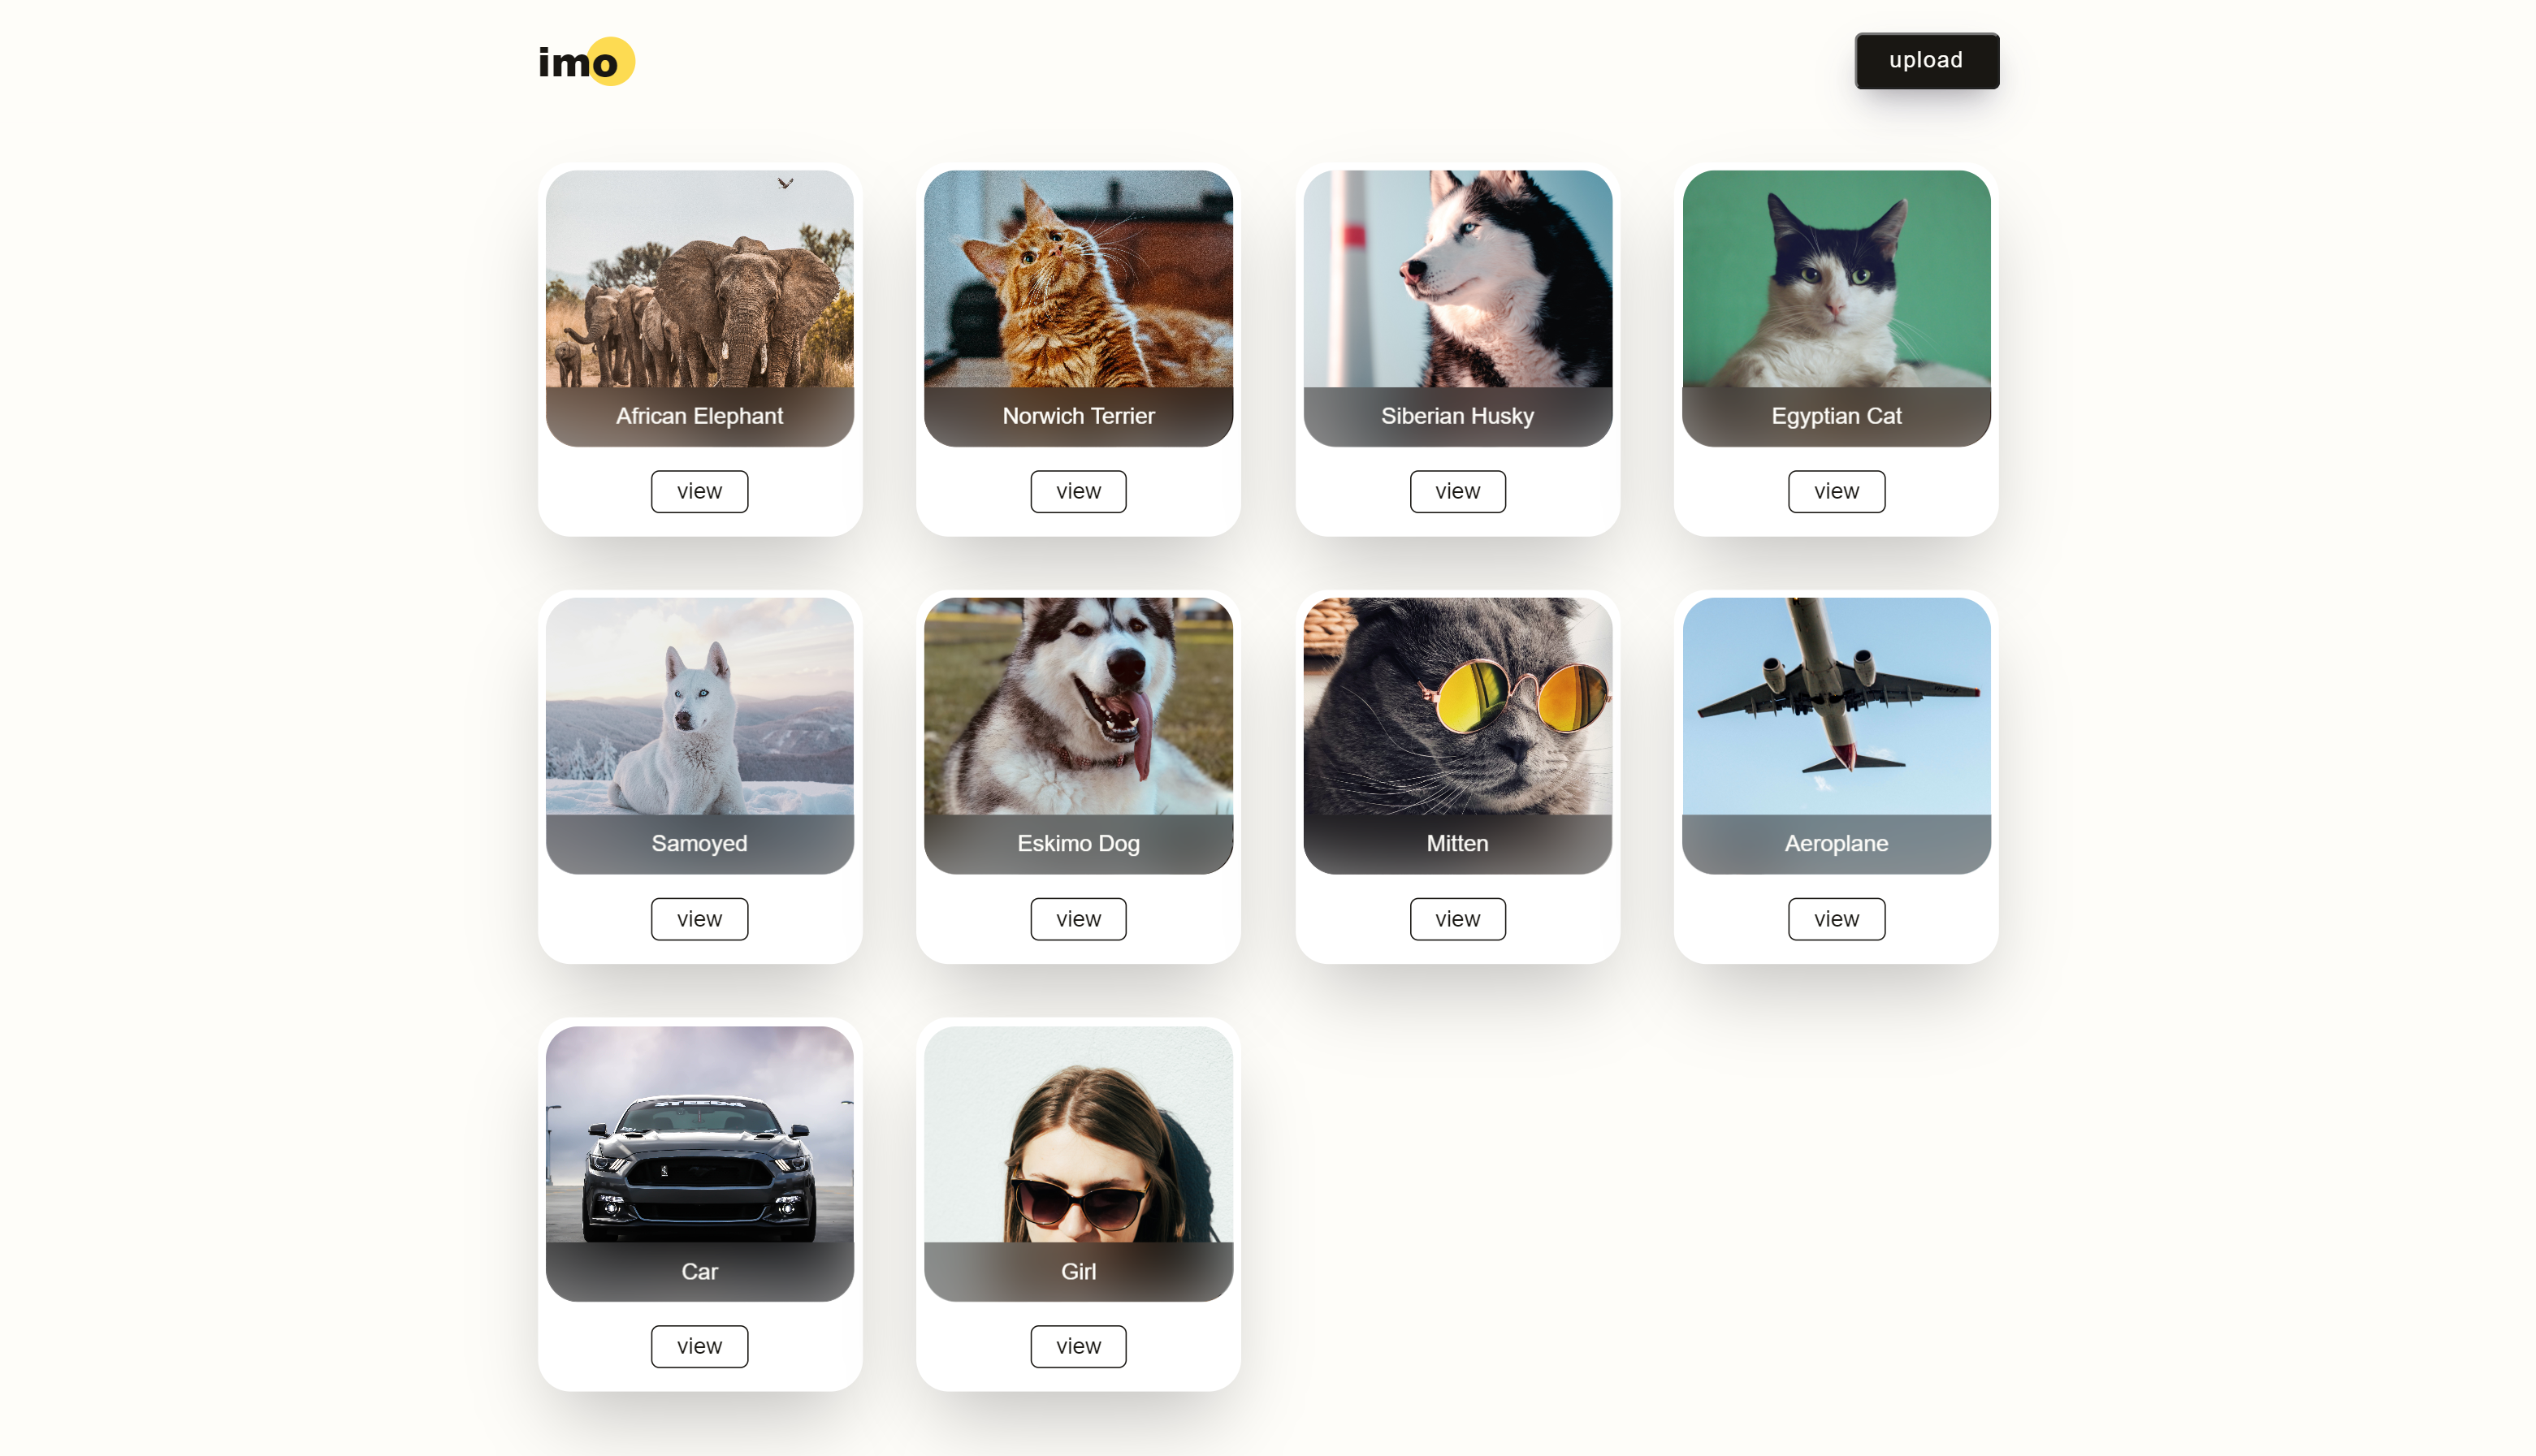 imo
upload
African Elephant
Norwich Terrier
Siberian Husky
Egyptian Cat
view
view
view
view
Samoyed
Eskimo Dog
Mitten
Aeroplane
view
view
view
view
STEEDA
Car
Girl
view
view